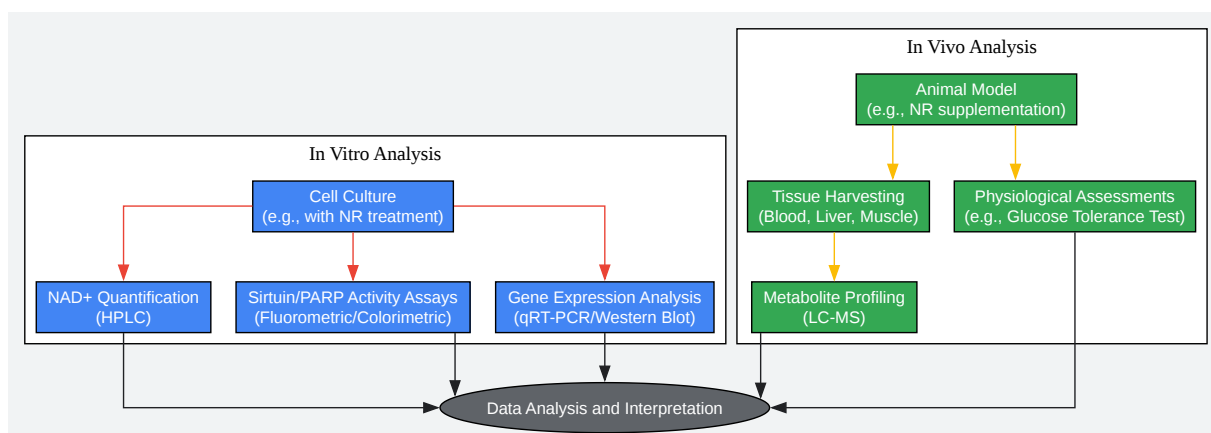 In Vivo Analysis
Animal Model
(e.g., NR supplementation)
In Vitro Analysis
Cell Culture
(e.g., with NR treatment)
Tissue Harvesting
(Blood, Liver, Muscle)
Physiological Assessments
(e.g., Glucose Tolerance Test)
NAD+ Quantification
(HPLC)
Sirtuin/PARP Activity Assays
(Fluorometric/Colorimetric)
Gene Expression Analysis
(qRT-PCR/Western Blot)
Metabolite Profiling
(LC-MS)
Data Analysis and Interpretation